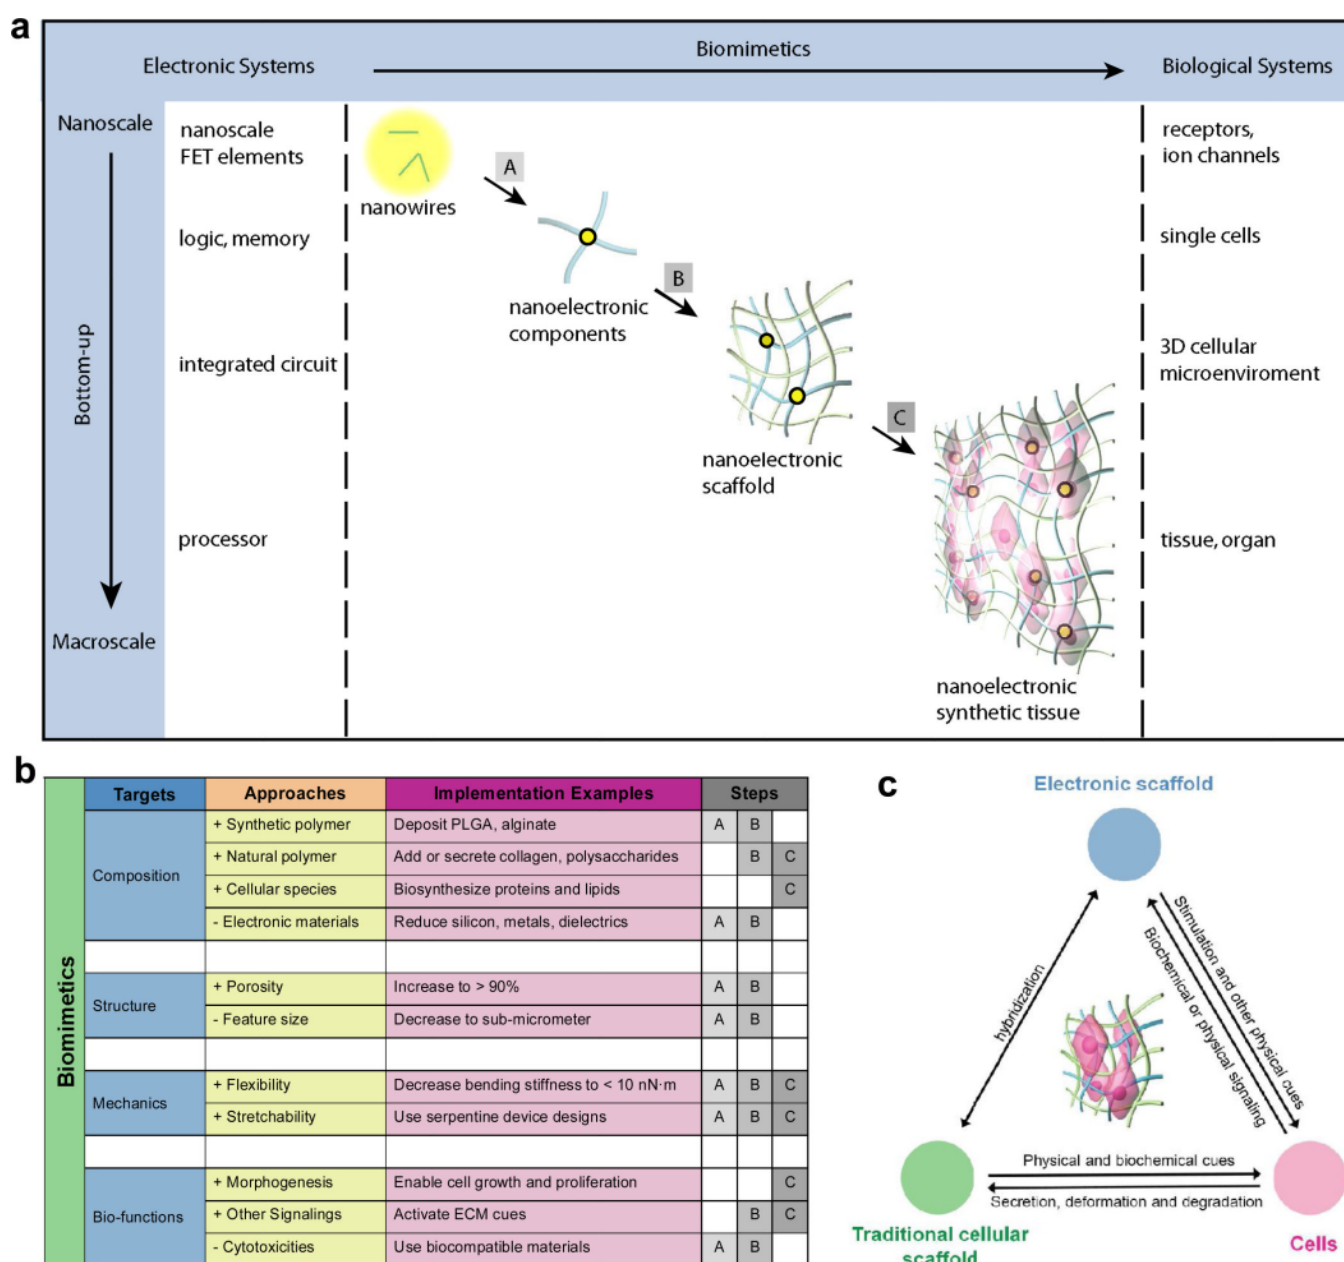 a
Electronic Systems
Biomimetics
Biological Systems
Nanoscale
Bottom-up
Macroscale
nanoscale
FET elements
logic, memory
integrated circuit
processor
nanowires
A
nanoelectronic
components
B
nanoelectronic
scaffold
C
nanoelectronic
synthetic tissue
receptors,
ion channels
single cells
3D cellular
microenviroment
tissue, organ
b
Biomimetics
Targets Approaches Implementation Examples Steps
Composition
+ Synthetic polymer Deposit PLGA, alginate A B
+ Natural polymer Add or secrete collagen, polysaccharides B C
+ Cellular species Biosynthesize proteins and lipids C
- Electronic materials Reduce silicon, metals, dielectrics A B
Structure
+ Porosity Increase to > 90% A B
- Feature size Decrease to sub-micrometer A B
Mechanics
+ Flexibility Decrease bending stiffness to < 10 nN·m A B C
+ Stretchability Use serpentine device designs A B C
Bio-functions
+ Morphogenesis Enable cell growth and proliferation C
+ Other Signalings Activate ECM cues B C
- Cytotoxicities Use biocompatible materials A B
c
Electronic scaffold
hybridization
Stimulation and other physical cues
Biochemical or physical signaling
Physical and biochemical cues
Secretion, deformation and degradation
Traditional cellular
scaffold
Cells